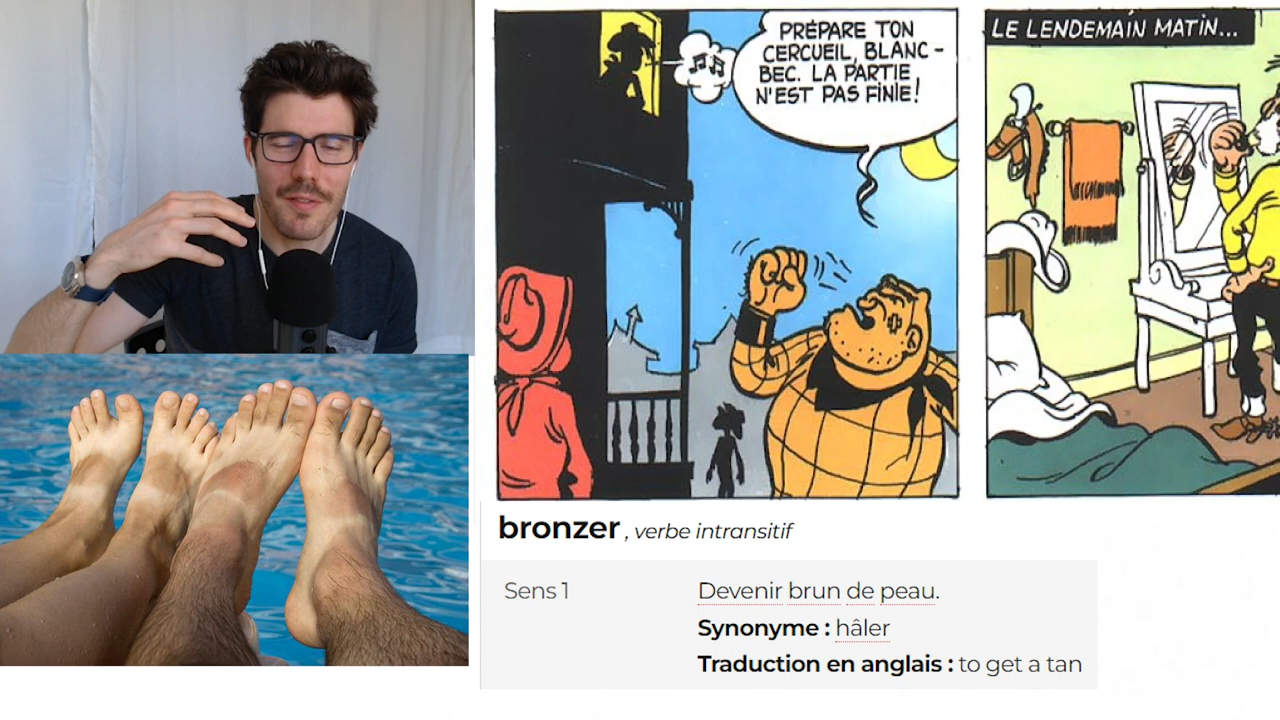 PRÉPARE TON
CERCUEIL, BLANC-
BEC. LA PARTIE
N'EST PAS FINIE!
LE LENDEMAIN MATIN...
bronzer , verbe intransitif
Sens 1
Devenir brun de peau.
Synonyme : hâler
Traduction en anglais : to get a tan